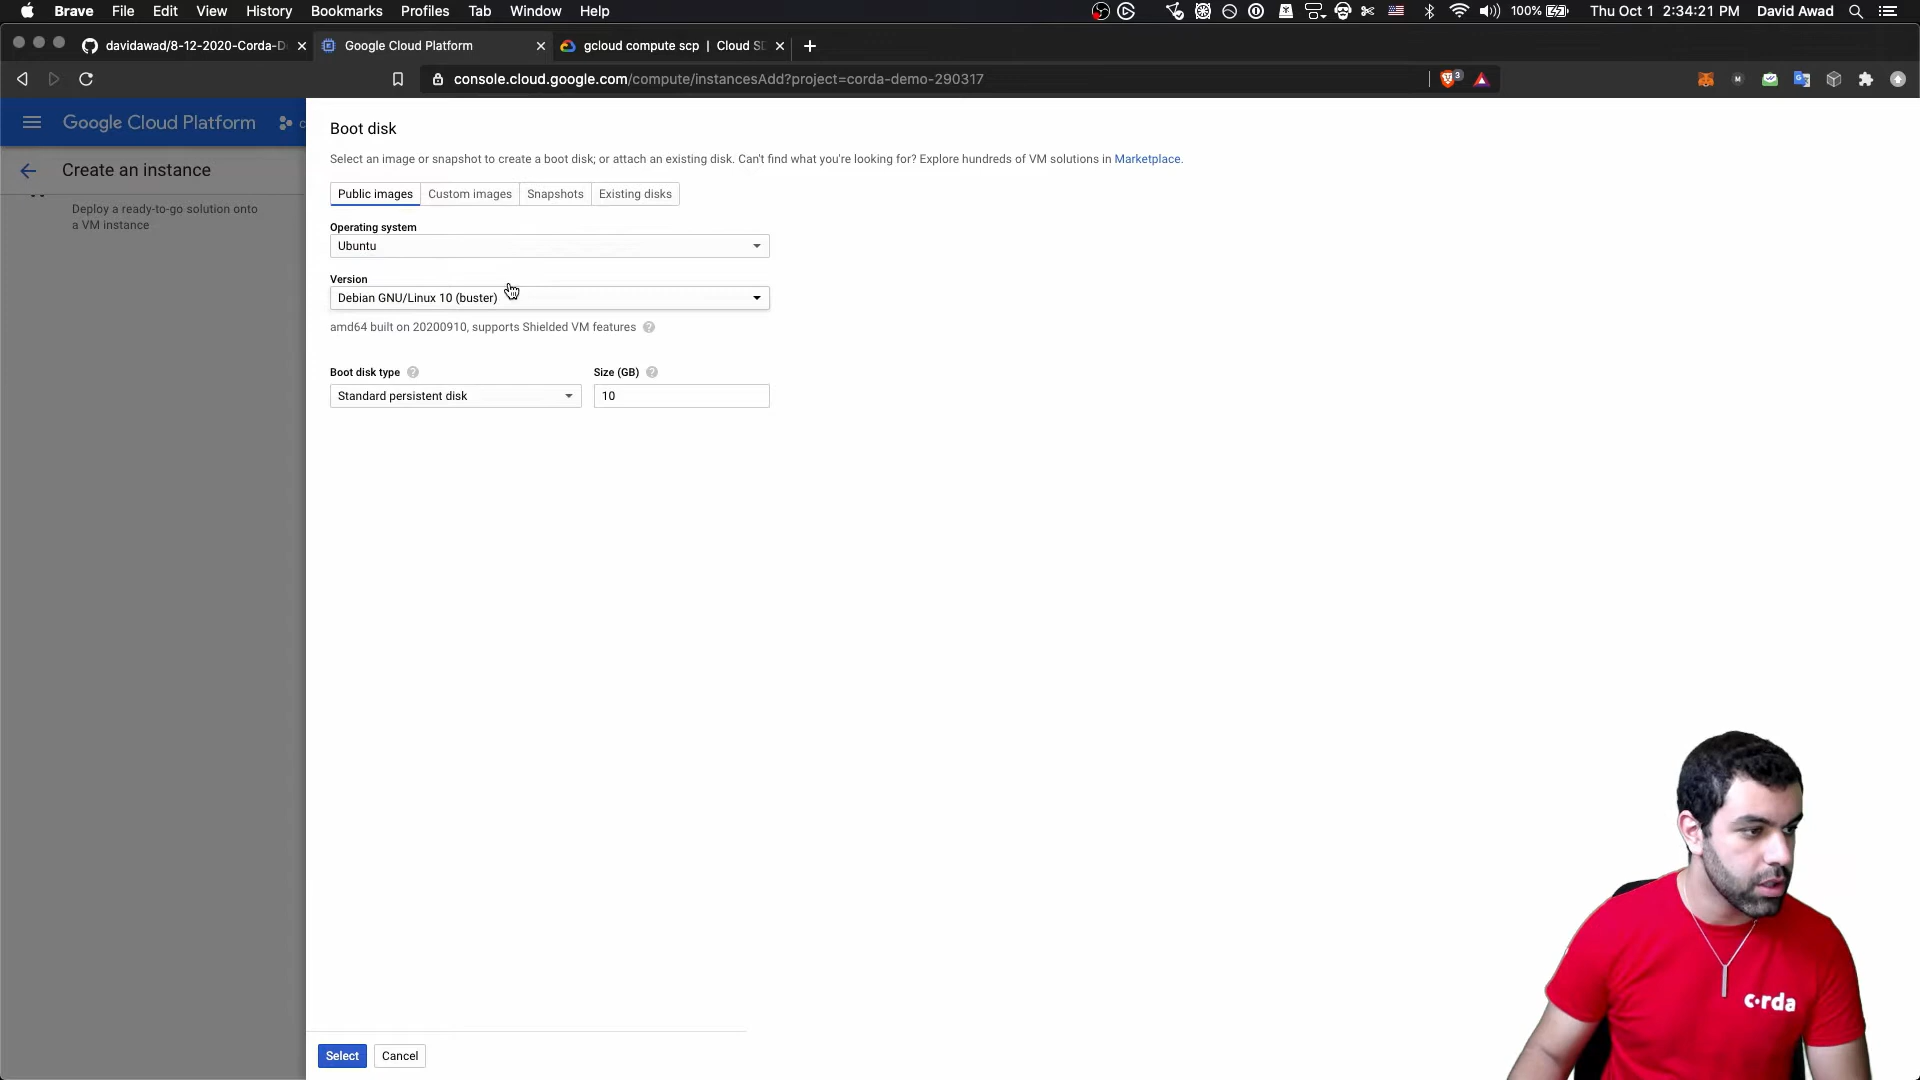 Brave File Edit View History Bookmarks Profiles Tab Window Help 100% Thu Oct 1 2:34:21 PM David Awad
davidawad/8-12-2020-Corda-D Google Cloud Platform gcloud compute scp | Cloud SD
console.cloud.google.com/compute/instancesAdd?project=corda-demo-290317 3
Google Cloud Platform
Create an instance
Deploy a ready-to-go solution onto
a VM instance
Boot disk
Select an image or snapshot to create a boot disk; or attach an existing disk. Can't find what you're looking for? Explore hundreds of VM solutions in Marketplace.
Public images Custom images Snapshots Existing disks
Operating system
Ubuntu
Version
Debian GNU/Linux 10 (buster)
amd64 built on 20200910, supports Shielded VM features ?
Boot disk type ? Size (GB) ?
Standard persistent disk 10
Select Cancel
c·rda